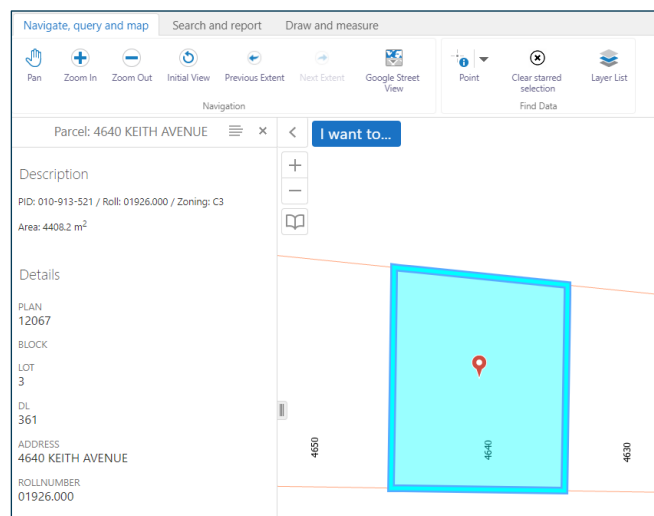 Navigate, query and map
Search and report
Draw and measure
Pan
Zoom In
Zoom Out
Initial View
Previous Extent
Next Extent
Google Street
View
Point
Clear starred
selection
Layer List
Navigation
Find Data
Parcel: 4640 KEITH AVENUE
I want to...
Description
PID: 010-913-521 / Roll: 01926.000 / Zoning: C3
Area: 4408.2 m²
Details
PLAN
12067
BLOCK
LOT
3
DL
361
ADDRESS
4640 KEITH AVENUE
ROLLNUMBER
01926.000
4650
4640
4630